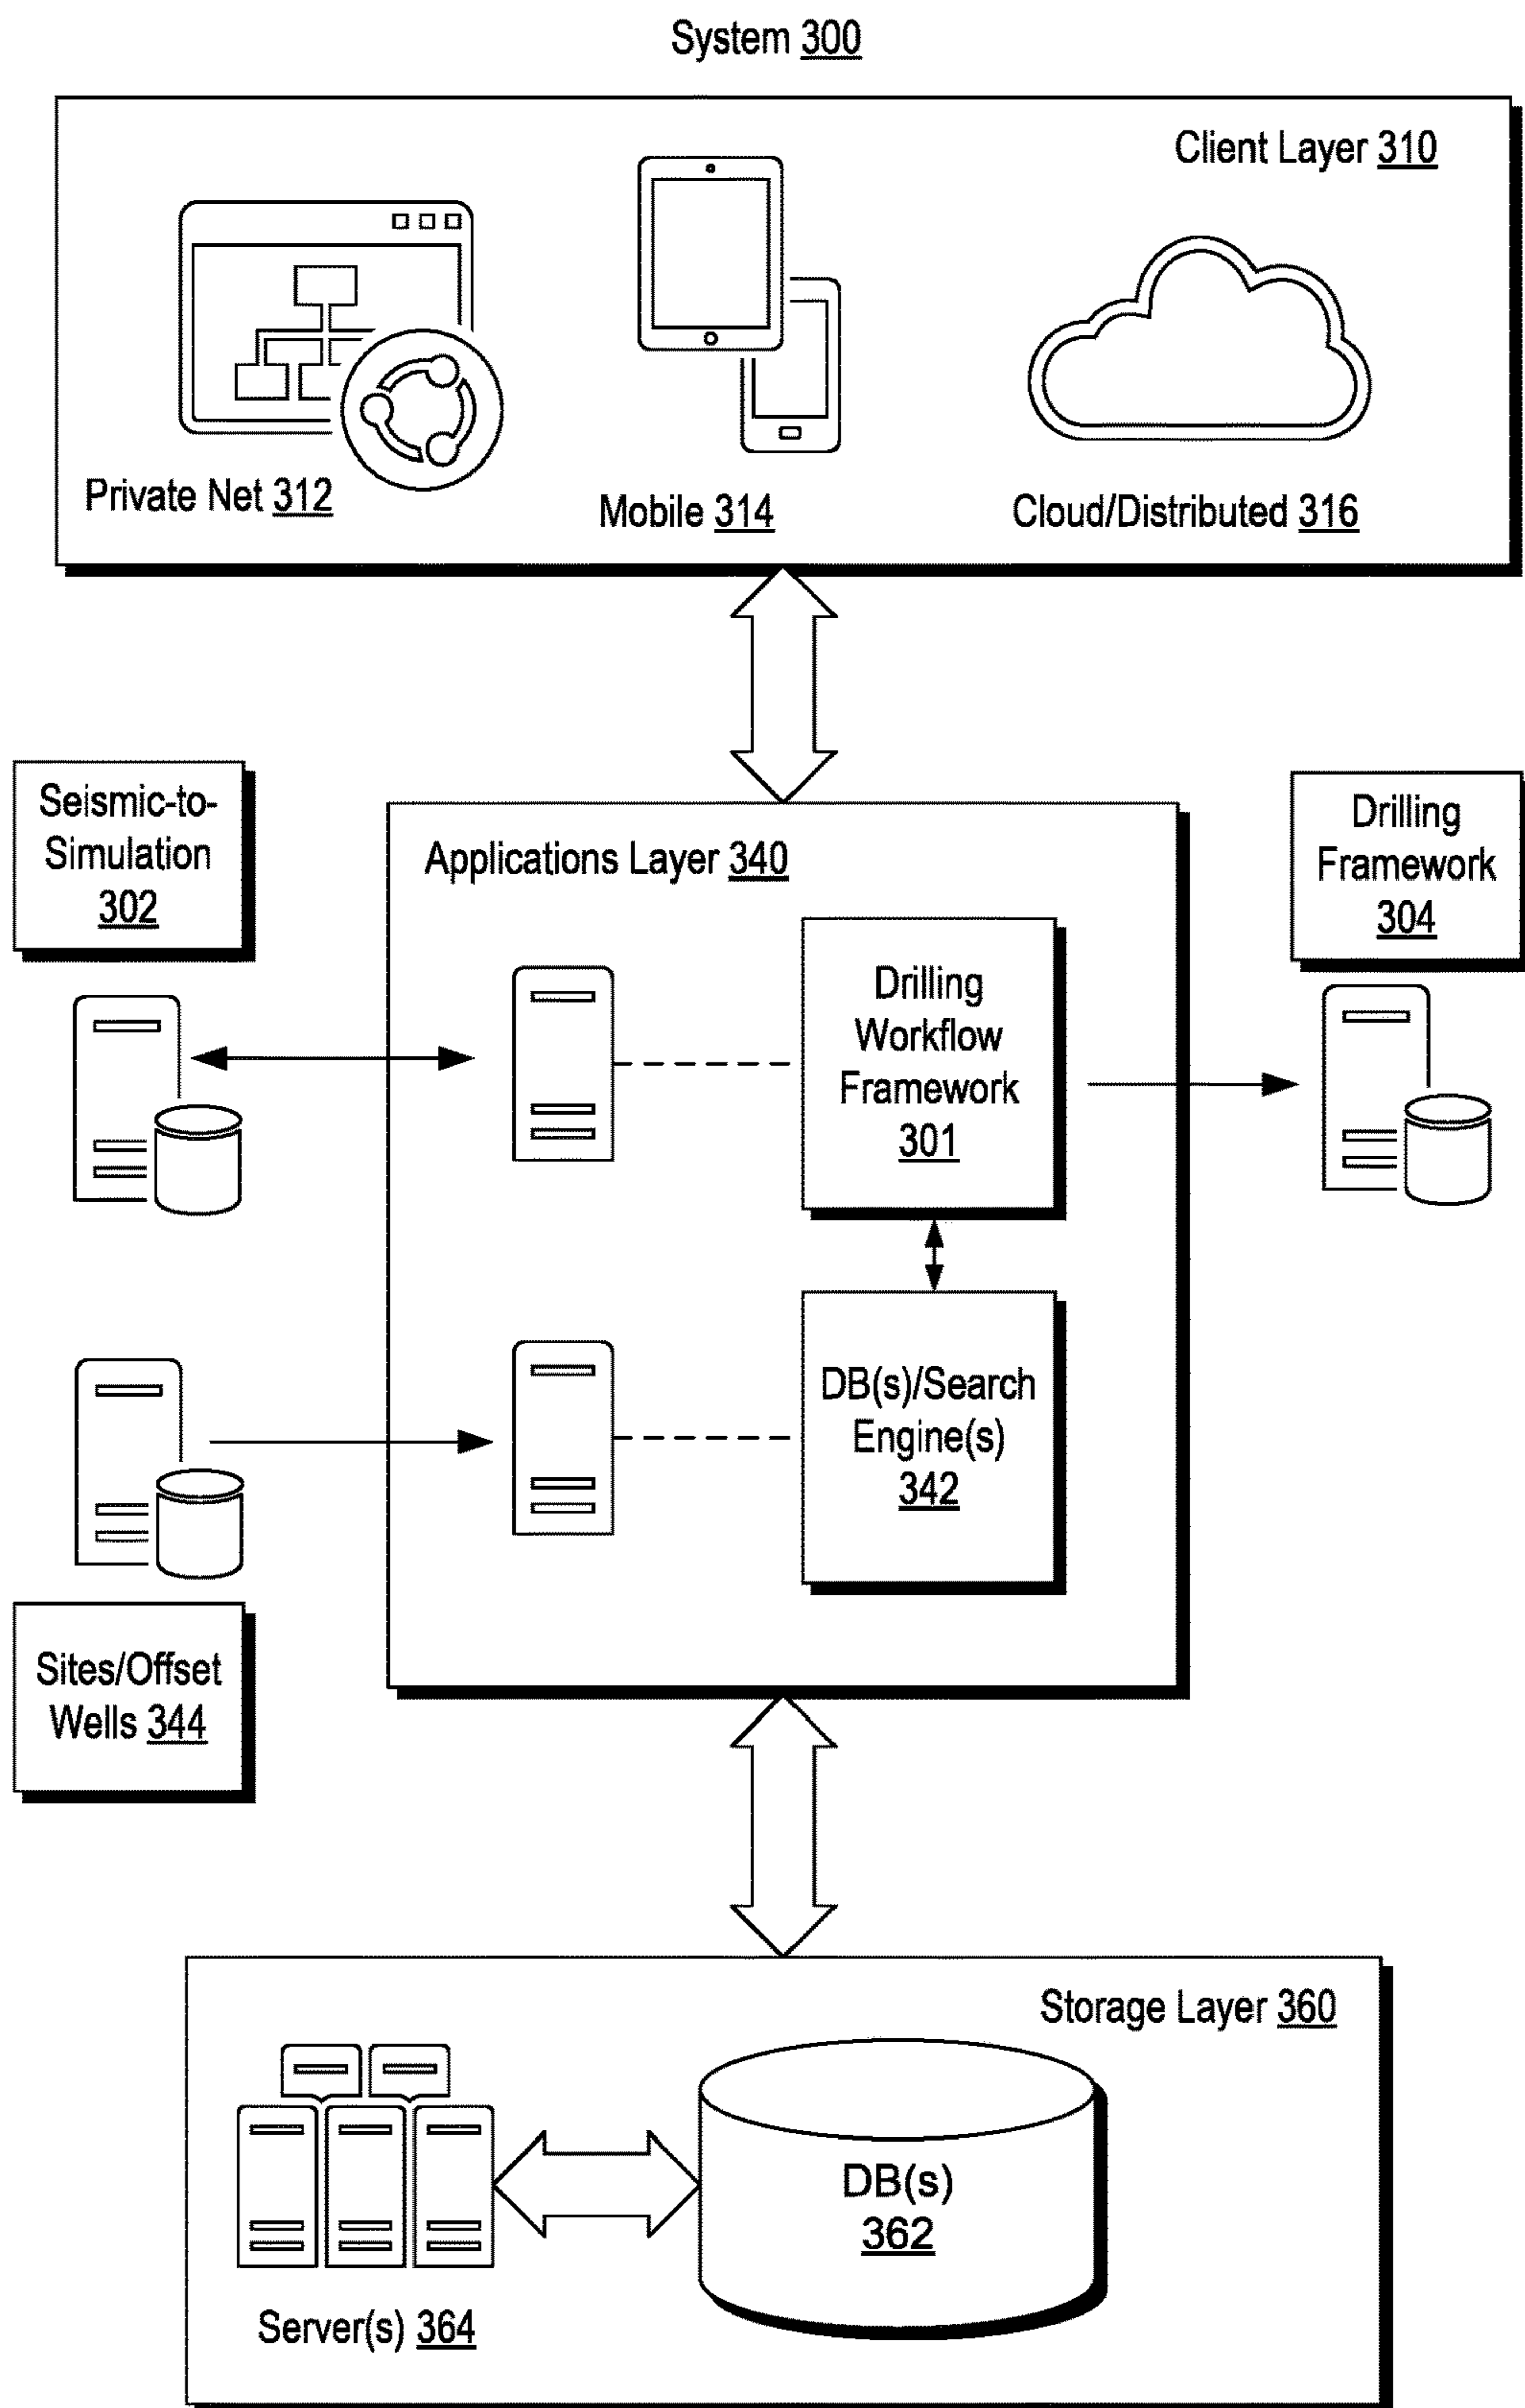 System 300
Client Layer 310
Private Net 312
Mobile 314
Cloud/Distributed 316
Seismic-to-
Simulation
302
Applications Layer 340
Drilling
Framework
304
Drilling
Workflow
Framework
301
DB(s)/Search
Engine(s)
342
Sites/Offset
Wells 344
Storage Layer 360
DB(s)
362
Server(s) 364